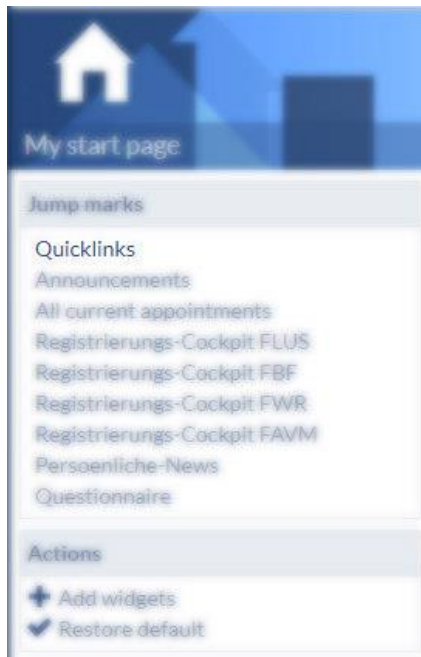 My start page
Jump marks
Quicklinks
Announcements
All current appointments
Registrierungs-Cockpit FLUS
Registrierungs-Cockpit FBF
Registrierungs-Cockpit FWR
Registrierungs-Cockpit FAVM
Persoenliche-News
Questionnaire
Actions
Add widgets
Restore default